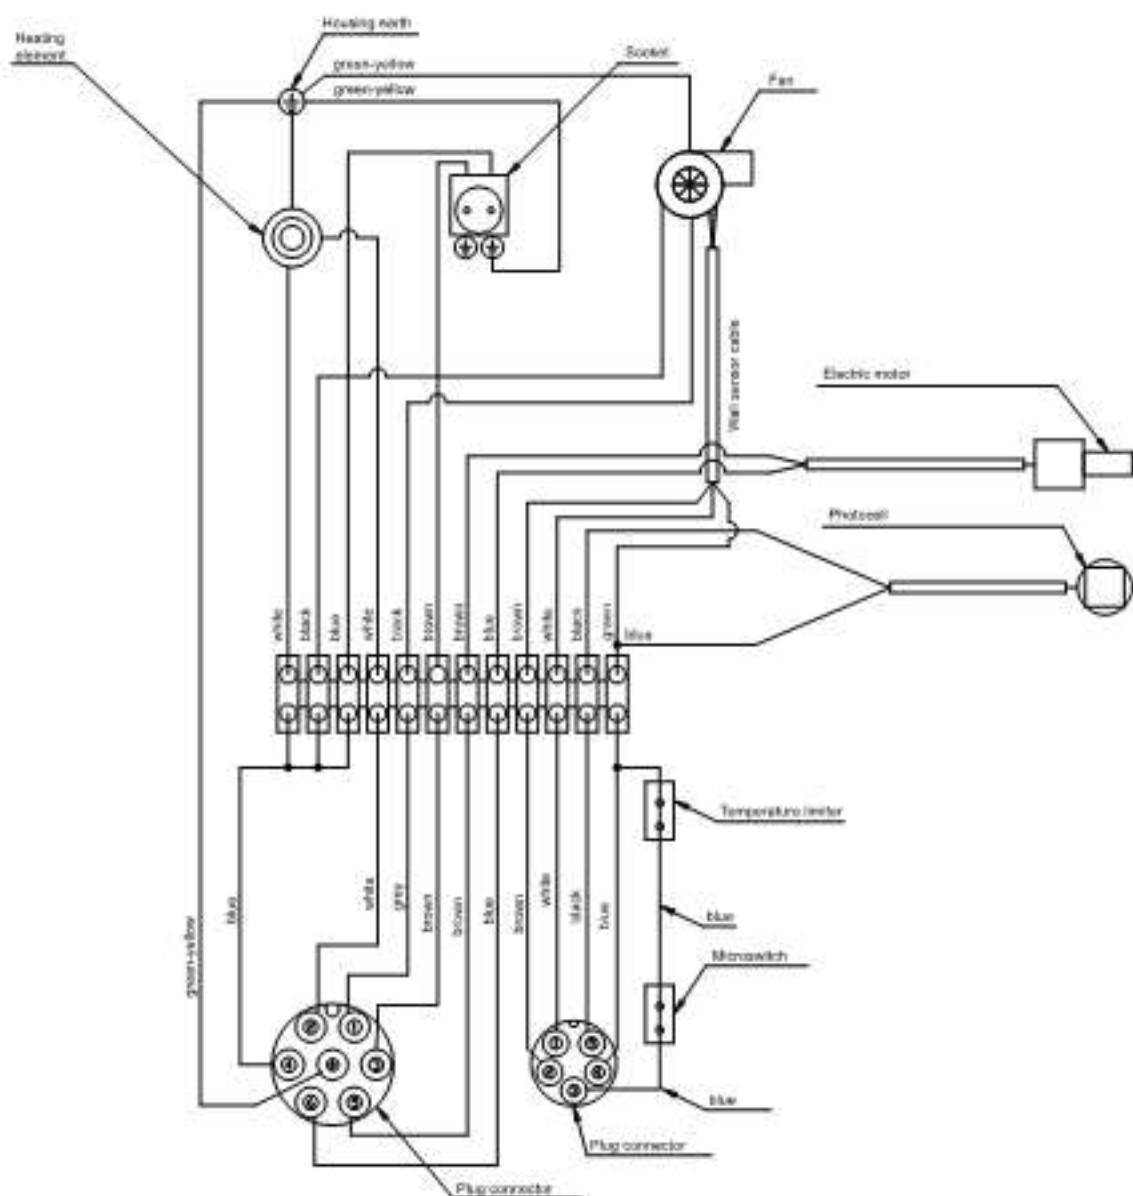 Housing earth
Heating
element
green-yellow
Socket
green-yellow
Fan
Wall sensor cable
Electric motor
Photocell
white
black
blue
white
black
brown
brown
blue
brown
white
black
green
blue
Temperature limiter
green-yellow
blue
white
grey
brown
brown
blue
brown
white
black
blue
blue
Microswitch
blue
Plug connector
Plug connector